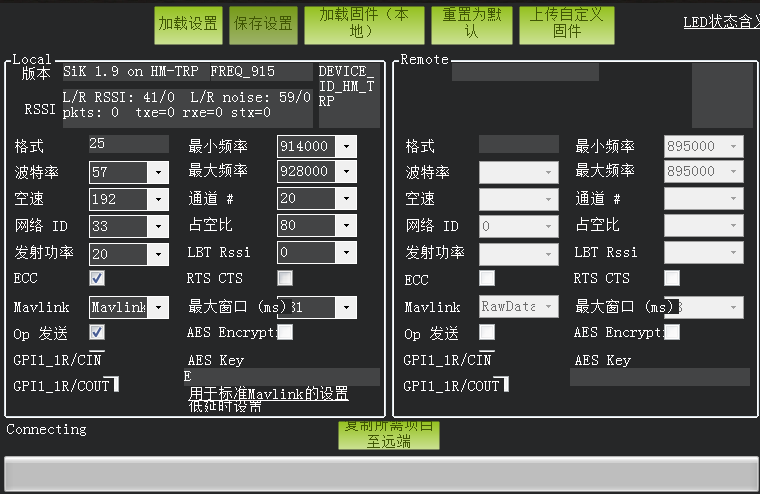 加载设置 保存设置 加载固件（本地） 重置为默认 上传自定义固件 LED状态含义
Local
版本 SiK 1.9 on HM-TRP FREQ_915 DEVICE_ID_HM_TRP
RSSI L/R RSSI: 41/0 L/R noise: 59/0
pkts: 0 txe=0 rxe=0 stx=0
格式 25 最小频率 914000
波特率 57 最大频率 928000
空速 192 通道 # 20
网络 ID 33 占空比 80
发射功率 20 LBT Rssi 0
ECC RTS CTS
Mavlink Mavlink 最大窗口 (ms) 31
Op 发送 AES Encrypti
GPI1_1R/CIN AES Key
E
GPI1_1R/COUT
用于标准Mavlink的设置
低延时设置
Remote
格式 最小频率 895000
波特率 最大频率 895000
空速 通道 #
网络 ID 0 占空比
发射功率 LBT Rssi
ECC RTS CTS
Mavlink RawData 最大窗口 (ms)
Op 发送 AES Encrypti
GPI1_1R/CIN AES Key
GPI1_1R/COUT
Connecting
复制所需项目至远端